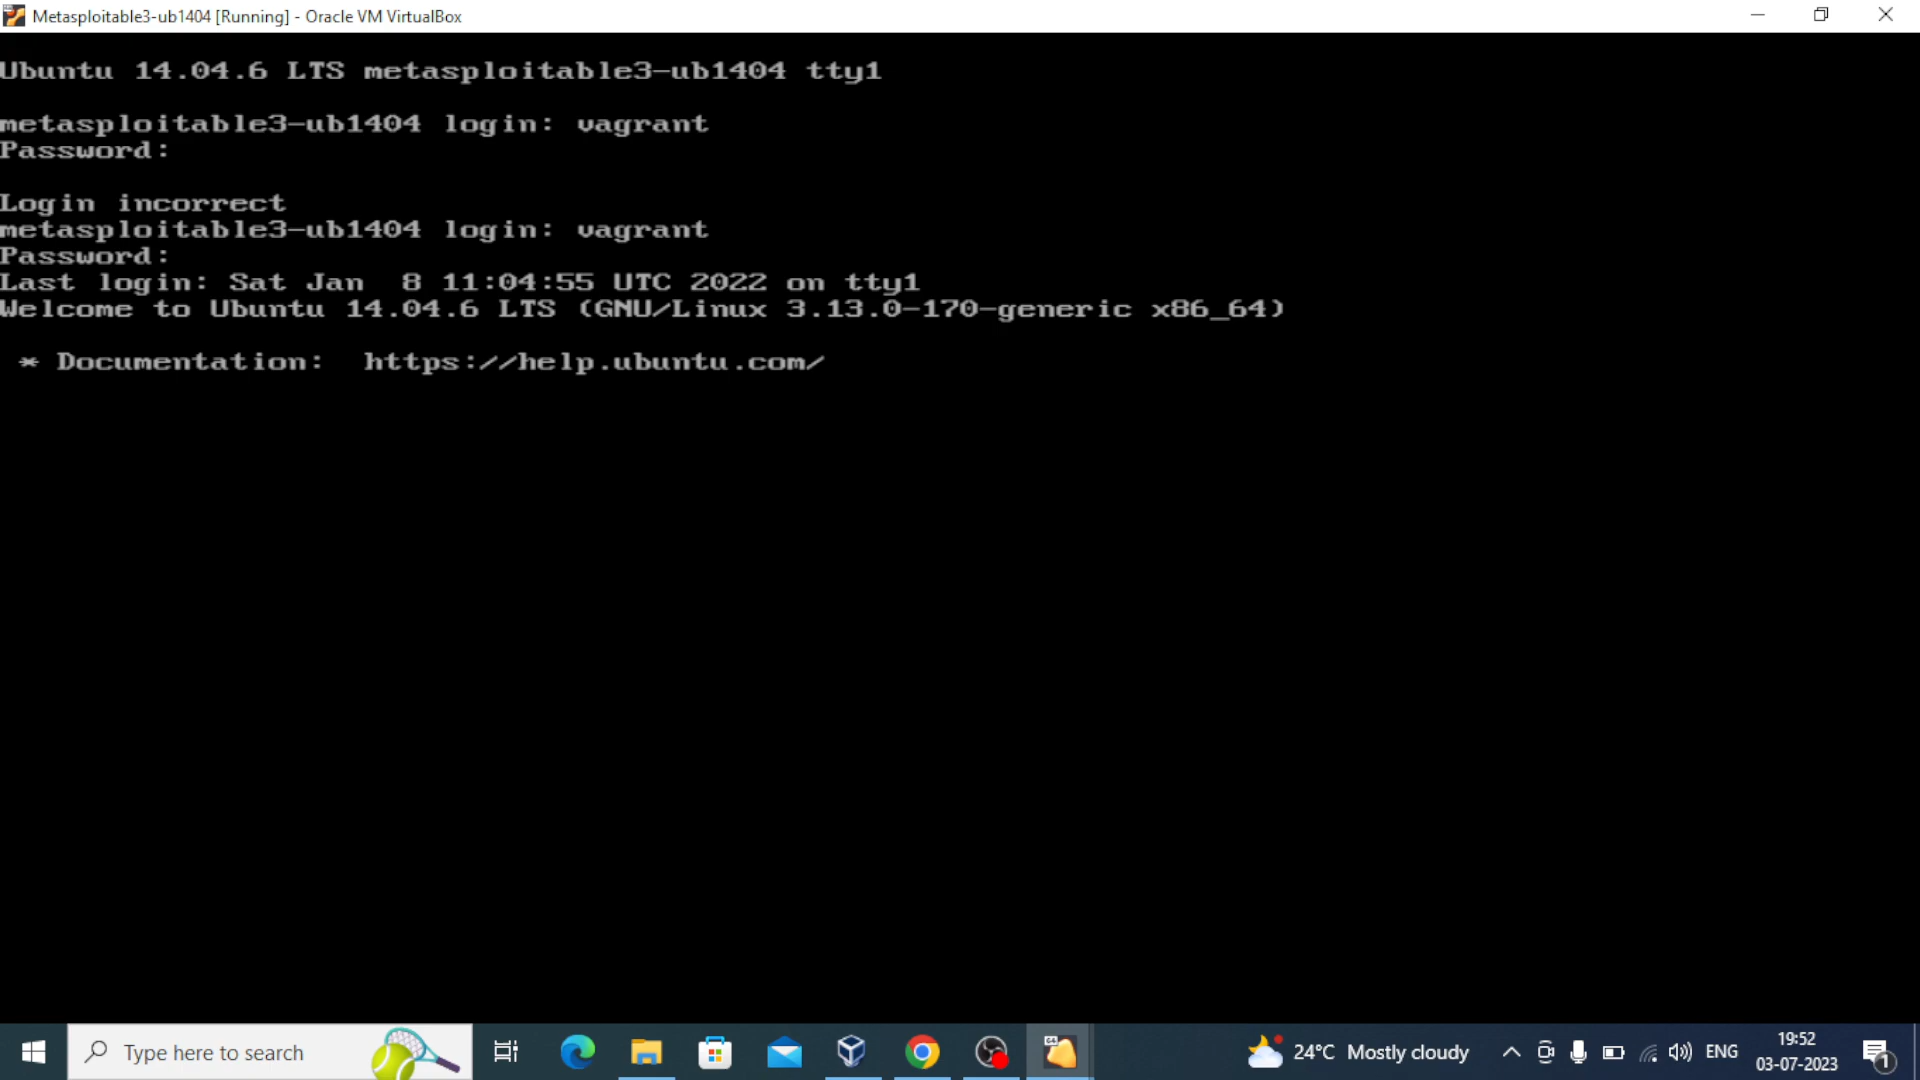 Metasploitable3-ub1404 [Running] - Oracle VM VirtualBox
Ubuntu 14.04.6 LTS metasploitable3-ub1404 tty1
metasploitable3-ub1404 login: vagrant
Password:
Login incorrect
metasploitable3-ub1404 login: vagrant
Password:
Last login: Sat Jan  8 11:04:55 UTC 2022 on tty1
Welcome to Ubuntu 14.04.6 LTS (GNU/Linux 3.13.0-170-generic x86_64)
* Documentation:  https://help.ubuntu.com/
Type here to search
64
24°C Mostly cloudy
ENG
19:52
03-07-2023
1